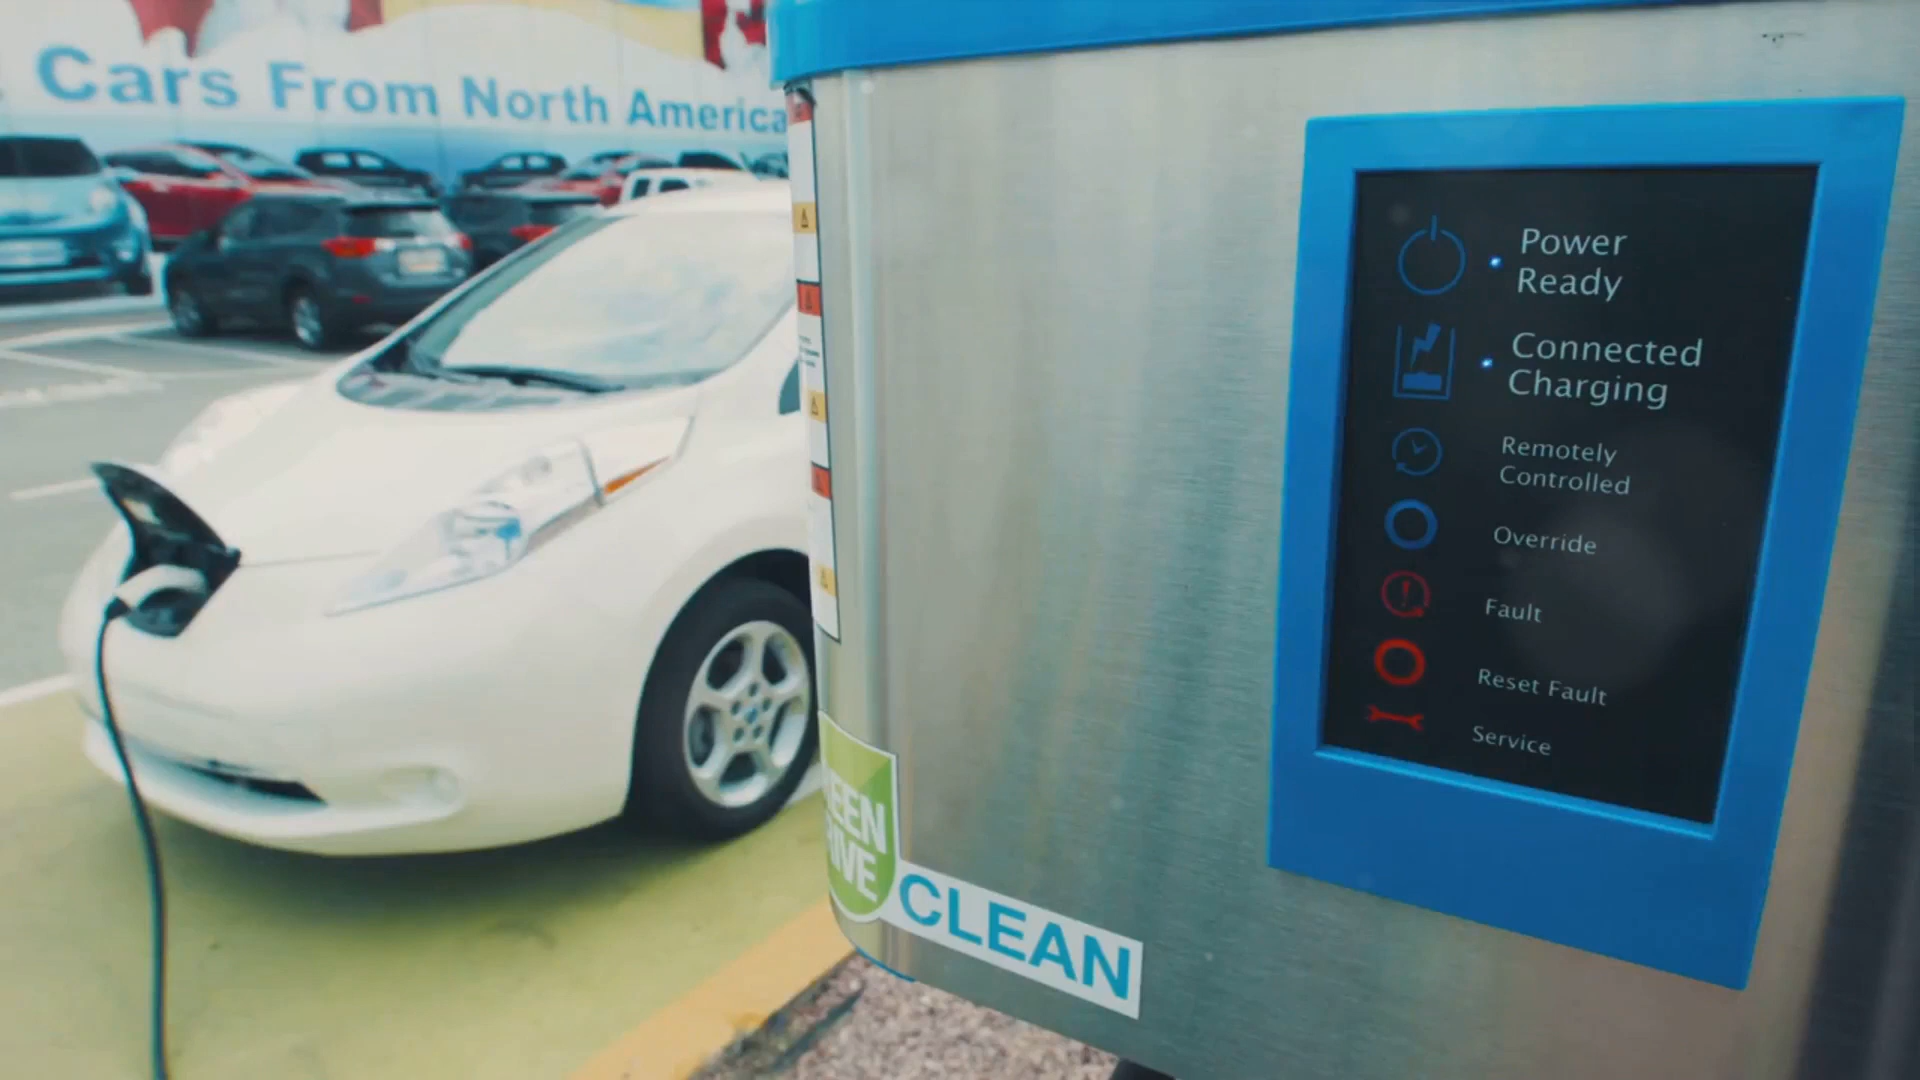 Cars From North America
Power
Ready
Connected
Charging
Remotely
Controlled
Override
Fault
Reset Fault
Service
CLEAN